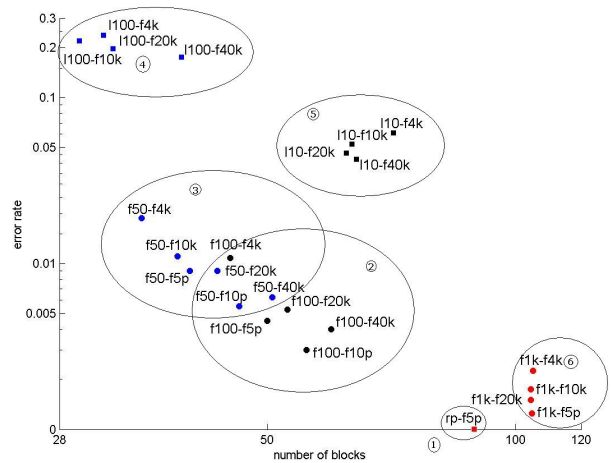 0.3
l100-f4k
0.2
l100-f20k
l100-f40k
l100-f10k
④
0.1
⑤
l10-f4k
l10-f10k
0.05
l10-f20k
l10-f40k
error rate
③
f50-f4k
f50-f10k
f100-f4k
0.01
f50-f5p
f50-f20k
②
f50-f10p
f50-f40k
f100-f20k
0.005
f100-f5p
f100-f40k
f100-f10p
f1k-f4k
⑥
f1k-f10k
f1k-f20k
f1k-f5p
rp-f5p
0
28
50
①
100
120
number of blocks